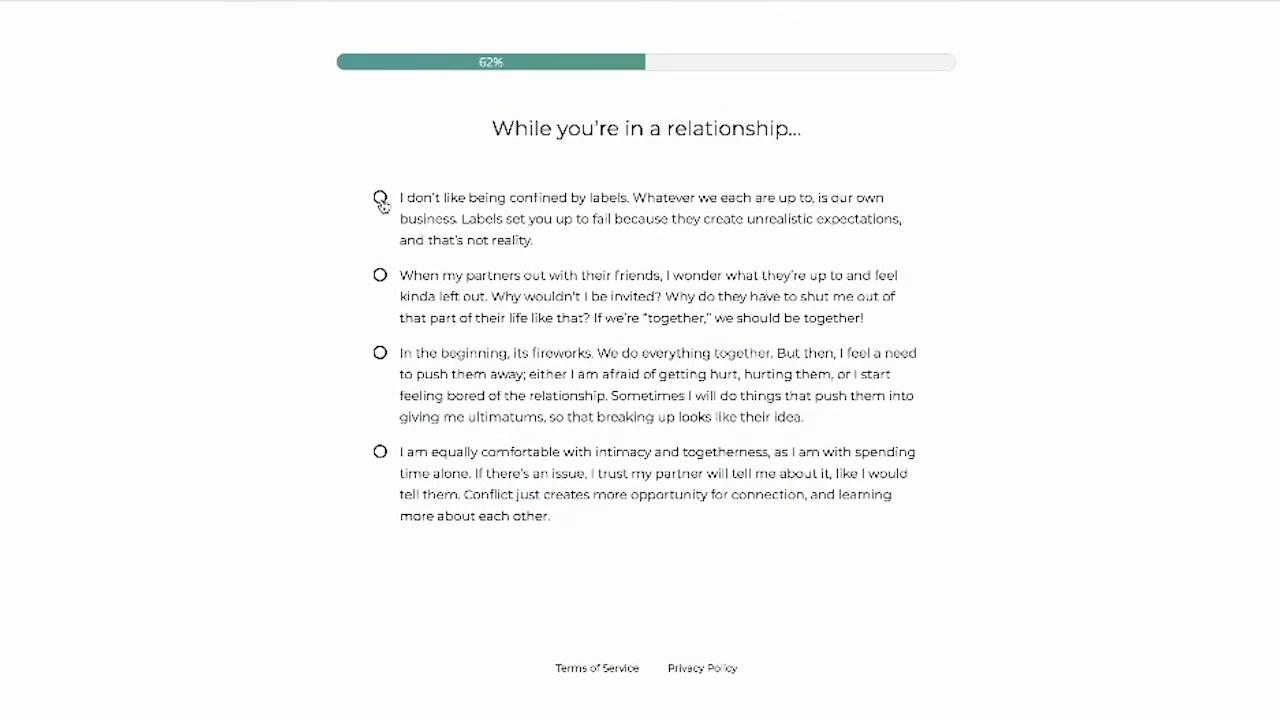 62%
While you're in a relationship...
I don't like being confined by labels. Whatever we each are up to, is our own
business. Labels set you up to fail because they create unrealistic expectations,
and that's not reality.
When my partners out with their friends, I wonder what they're up to and feel
kinda left out. Why wouldn't I be invited? Why do they have to shut me out of
that part of their life like that? If we're "together," we should be together!
In the beginning, its fireworks. We do everything together. But then, I feel a need
to push them away; either I am afraid of getting hurt, hurting them, or I start
feeling bored of the relationship. Sometimes I will do things that push them into
giving me ultimatums, so that breaking up looks like their idea.
I am equally comfortable with intimacy and togetherness, as I am with spending
time alone. If there's an issue, I trust my partner will tell me about it, like I would
tell them. Conflict just creates more opportunity for connection, and learning
more about each other.
Terms of Service Privacy Policy